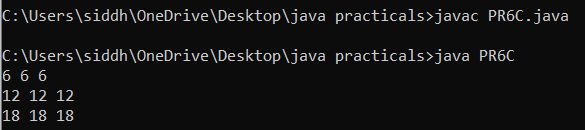 C:\Users\siddh\OneDrive\Desktop\java practicals>javac PR6C.java
C:\Users\siddh\OneDrive\Desktop\java practicals>java PR6C
6 6 6
12 12 12
18 18 18